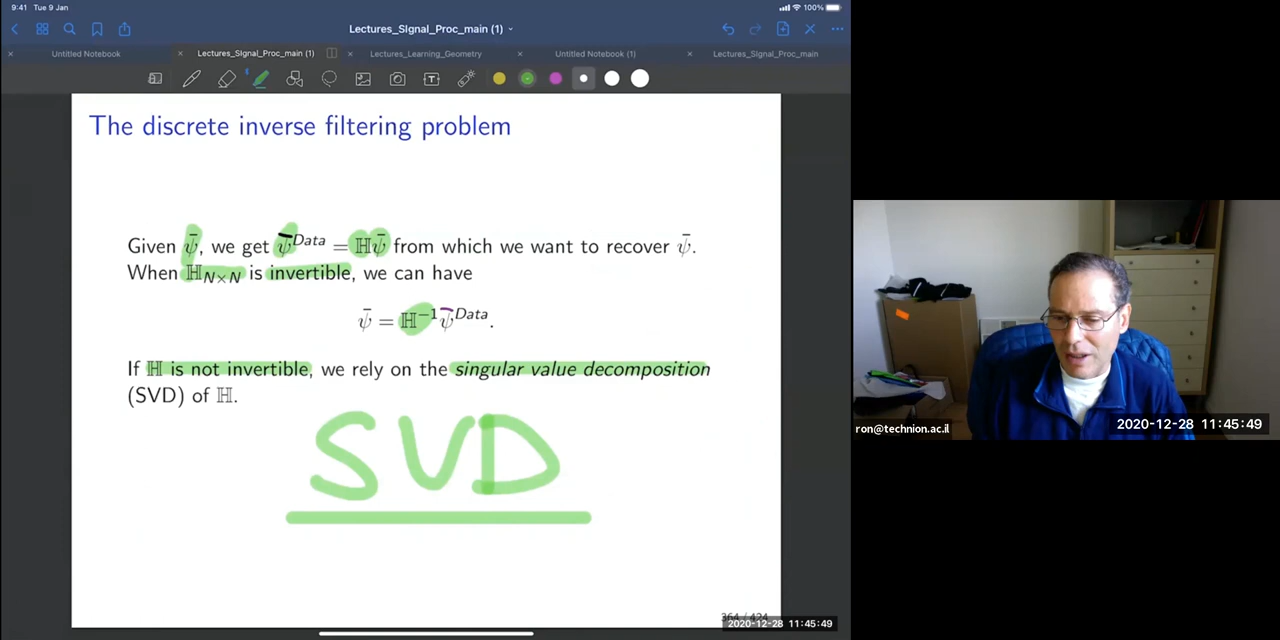 9:41 Tue 9 Jan
100%
Lectures_SIgnal_Proc_main (1)
Untitled Notebook
Lectures_SIgnal_Proc_main (1)
Lectures_Learning_Geometry
Untitled Notebook (1)
Lectures_SIgnal_Proc_main
The discrete inverse filtering problem
Given ψ̄, we get ψ̄^Data = ℍψ̄ from which we want to recover ψ̄.
When ℍ_N×N is invertible, we can have
ψ̄ = ℍ⁻¹ψ̄^Data.
If ℍ is not invertible, we rely on the singular value decomposition
(SVD) of ℍ.
SVD
364 / 424
2020-12-28 11:45:49
ron@technion.ac.il
2020-12-28 11:45:49